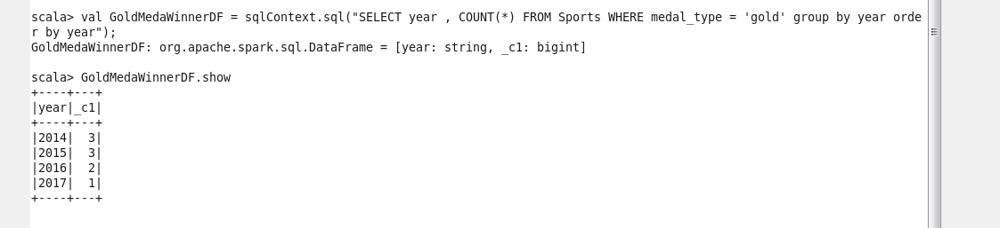 scala> val GoldMedaWinnerDF = sqlContext.sql("SELECT year , COUNT(*) FROM Sports WHERE medal_type = 'gold' group by year orde
r by year");
GoldMedaWinnerDF: org.apache.spark.sql.DataFrame = [year: string, _c1: bigint]
scala> GoldMedaWinnerDF.show
+----+---+
|year|_c1|
+----+---+
|2014|  3|
|2015|  3|
|2016|  2|
|2017|  1|
+----+---+